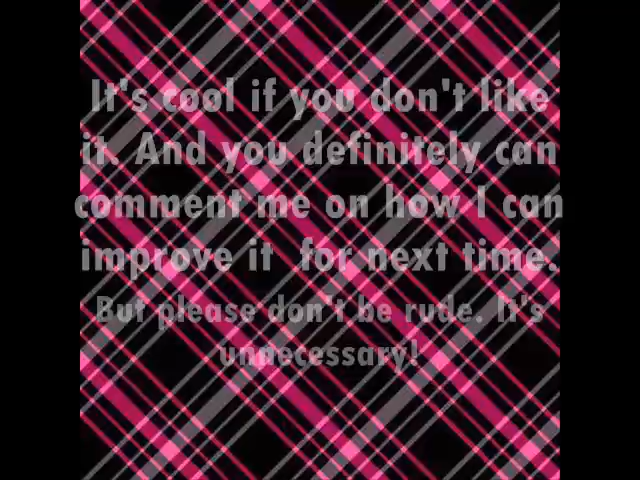 It's cool if you don't like
it. And you definitely can
comment me on how I can
improve it  for next time.
But please don't be rude. It's
unnecessary!